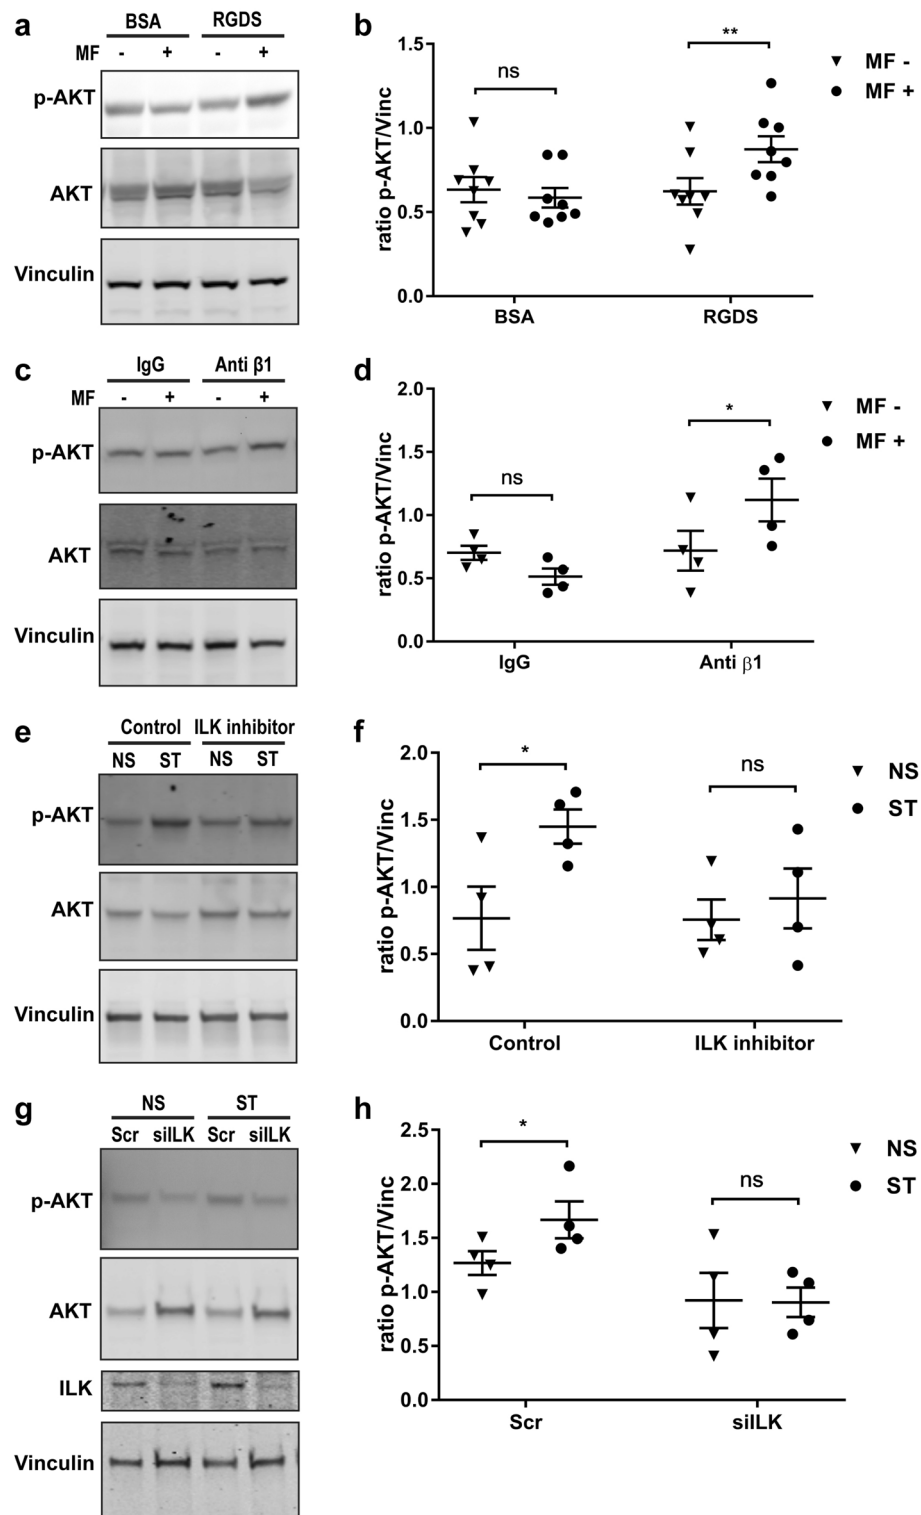 a
BSA RGDS
MF - + - +
p-AKT
AKT
Vinculin
b
1.5
1.0
0.5
0.0
ratio p-AKT/Vinc
ns
**
MF -
MF +
BSA RGDS
c
IgG Anti β1
MF - + - +
p-AKT
AKT
Vinculin
d
2.0
1.5
1.0
0.5
0.0
ratio p-AKT/Vinc
ns
*
MF -
MF +
IgG Anti β1
e
Control ILK inhibitor
NS ST NS ST
p-AKT
AKT
Vinculin
f
2.0
1.5
1.0
0.5
0.0
ratio p-AKT/Vinc
*
ns
NS
ST
Control ILK inhibitor
g
NS ST
Scr siILK Scr siILK
p-AKT
AKT
ILK
Vinculin
h
2.5
2.0
1.5
1.0
0.5
0.0
ratio p-AKT/Vinc
*
ns
NS
ST
Scr siILK